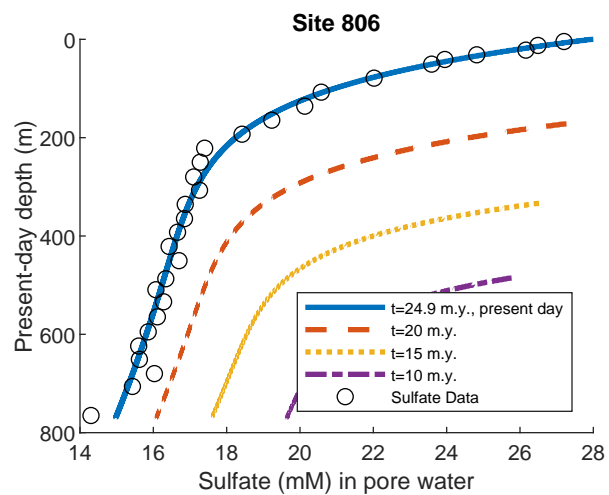 Site 806
Present-day depth (m)
0
200
400
600
800
t=24.9 m.y., present day
t=20 m.y.
t=15 m.y.
t=10 m.y.
Sulfate Data
14 16 18 20 22 24 26 28
Sulfate (mM) in pore water